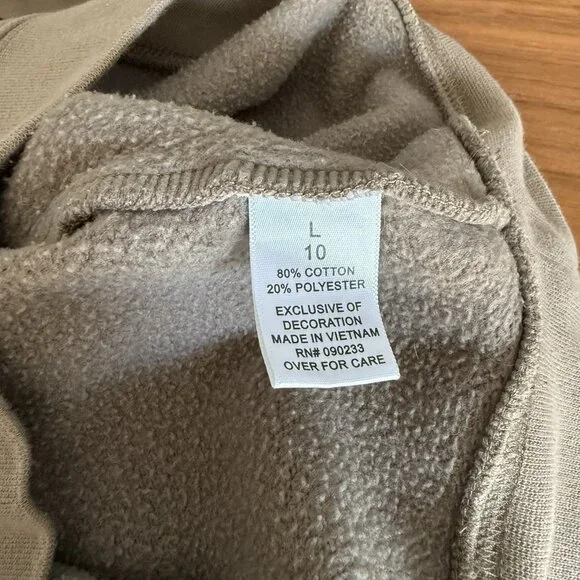 L
10
80% COTTON
20% POLYESTER
EXCLUSIVE OF
DECORATION
MADE IN VIETNAM
RN# 090233
OVER FOR CARE